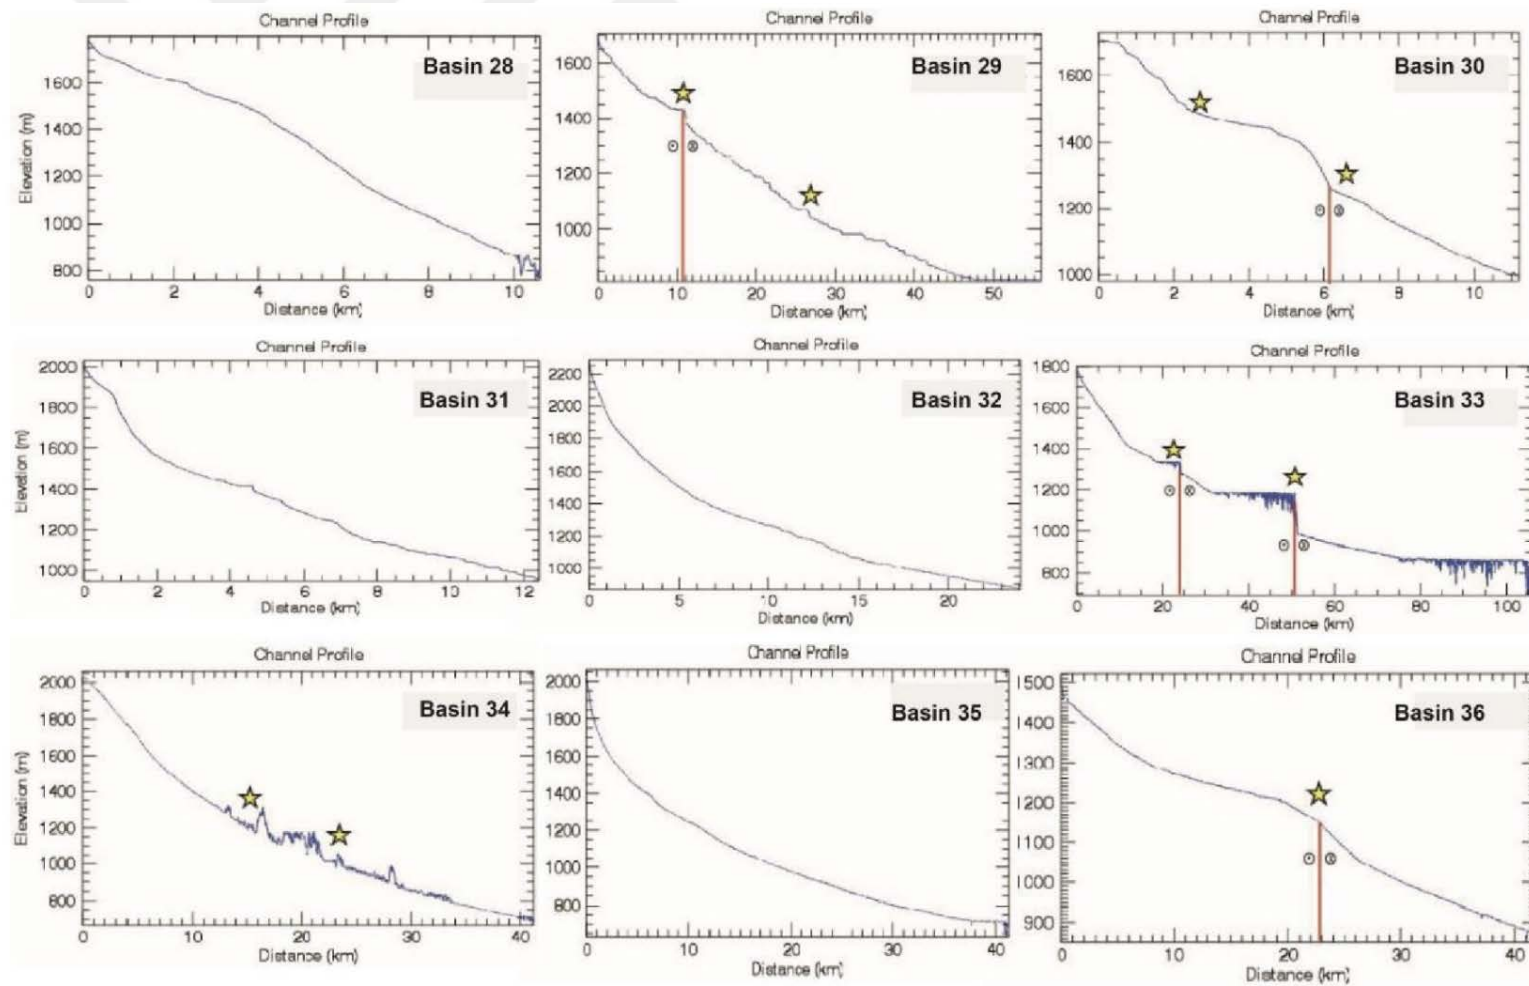 Channel Profile
Basin 28
Elevation (m)
1600
1400
1200
1000
800
0 2 4 6 8 10
Distance (km)
Channel Profile
Basin 29
1600
1400
1200
1000
0 10 20 30 40 50
Distance (km)
Channel Profile
Basin 30
1600
1400
1200
1000
0 2 4 6 8 10
Distance (km)
Channel Profile
Basin 31
Elevation (m)
2000
1800
1600
1400
1200
1000
0 2 4 6 8 10 12
Distance (km)
Channel Profile
Basin 32
2200
2000
1800
1600
1400
1200
1000
0 5 10 15 20
Distance (km)
Channel Profile
Basin 33
1800
1600
1400
1200
1000
800
0 20 40 60 80 100
Distance (km)
Channel Profile
Basin 34
Elevation (m)
2000
1800
1600
1400
1200
1000
800
0 10 20 30 40
Distance (km)
Channel Profile
Basin 35
2000
1800
1600
1400
1200
1000
800
0 10 20 30 40
Distance (km)
Channel Profile
Basin 36
1500
1400
1300
1200
1100
1000
900
0 10 20 30 40
Distance (km)